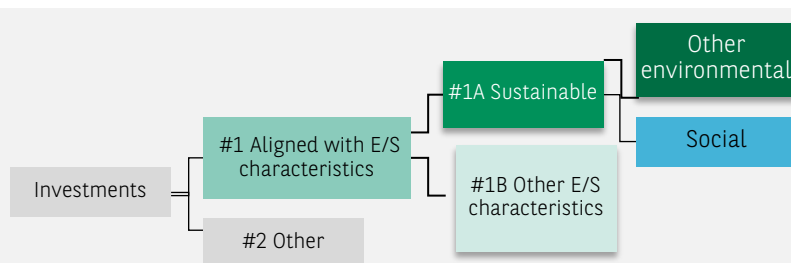 Other
environmental
#1A Sustainable
Social
#1 Aligned with E/S
characteristics
#1B Other E/S
characteristics
Investments
#2 Other